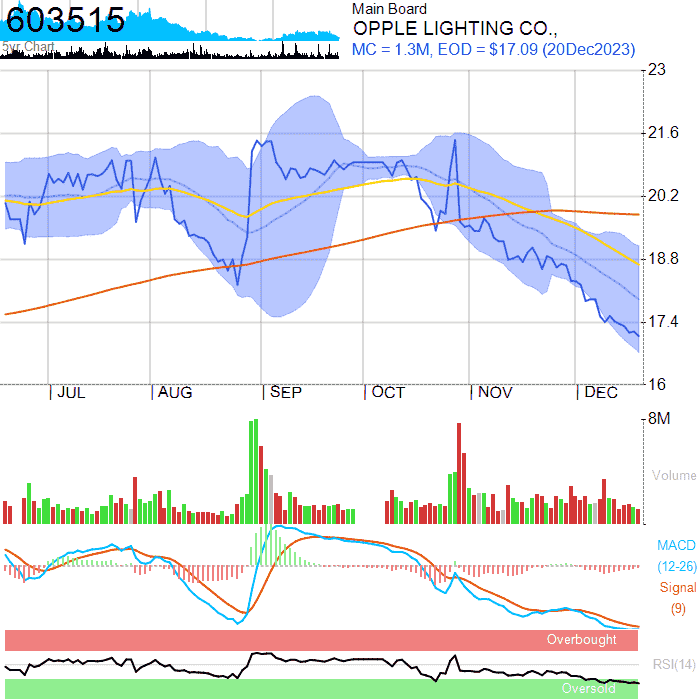 603515
5yr Chart
Main Board
OPPLE LIGHTING CO.,
MC = 1.3M, EOD = $17.09 (20Dec2023)
23
21.6
20.2
18.8
17.4
16
JUL AUG SEP OCT NOV DEC
8M
Volume
MACD
(12-26)
Signal
(9)
Overbought
RSI(14)
Oversold